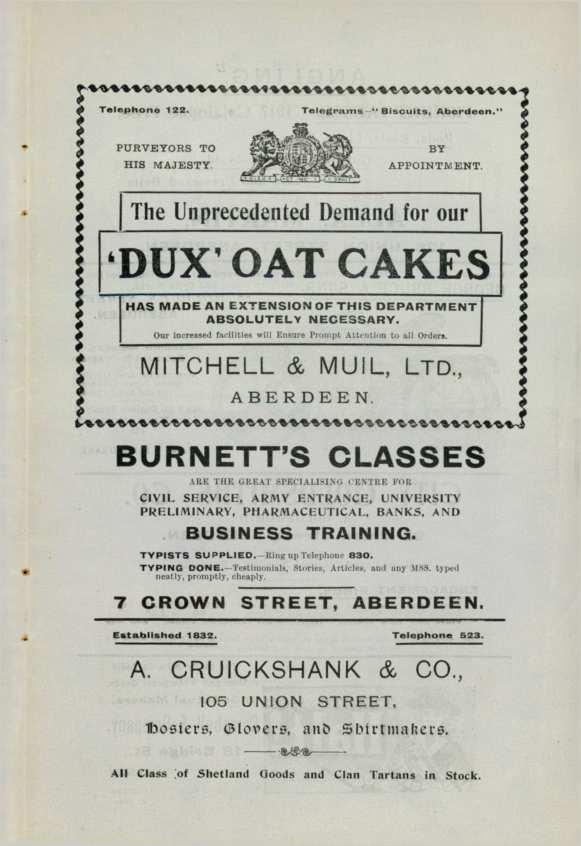 Telephone 122. Telegrams—"Biscuits, Aberdeen."
PURVEYORS TO
HIS MAJESTY.
BY
APPOINTMENT.
The Unprecedented Demand for our
'DUX' OAT CAKES
HAS MADE AN EXTENSION OF THIS DEPARTMENT
ABSOLUTELY NECESSARY.
Our increased facilities will Ensure Prompt Attention to all Orders.
MITCHELL & MUIL, LTD.,
ABERDEEN.
BURNETT'S CLASSES
ARE THE GREAT SPECIALISING CENTRE FOR
CIVIL SERVICE, ARMY ENTRANCE, UNIVERSITY
PRELIMINARY, PHARMACEUTICAL, BANKS, AND
BUSINESS TRAINING.
TYPISTS SUPPLIED.—Ring up Telephone 830.
TYPING DONE.—Testimonials, Stories, Articles, and any MSS. typed
neatly, promptly, cheaply.
7 CROWN STREET, ABERDEEN.
Established 1832. Telephone 523.
A. CRUICKSHANK & CO.,
105 UNION STREET,
Hosiers, Glovers, and Shirtmakers.
All Class of Shetland Goods and Clan Tartans in Stock.